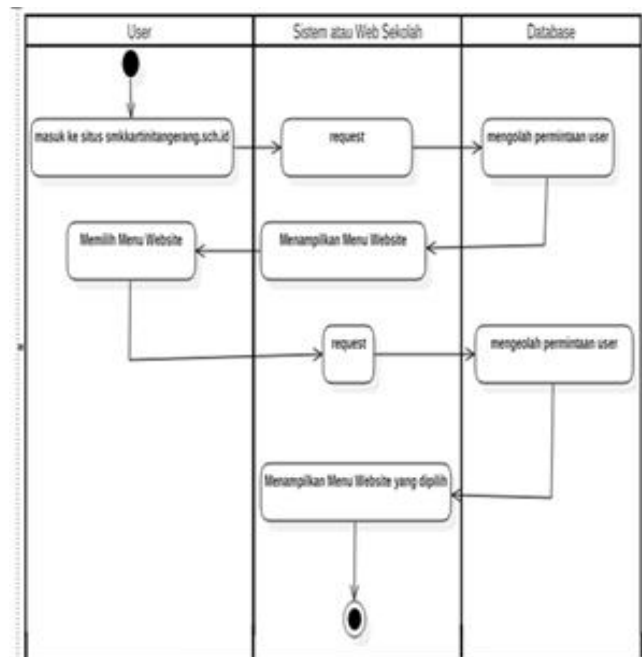 User
Sistem atau Web Sekolah
Database
masuk ke situs smkkartinitangerang.sch.id
request
mengolah permintaan user
Memilih Menu Website
Menampilkan Menu Website
request
mengeolah permintaan user
Menampilkan Menu Website yang dipilih